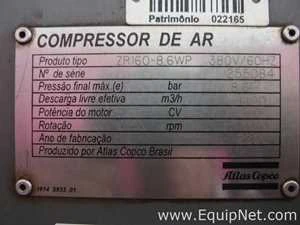 Patrimônio 022165
COMPRESSOR DE AR
Produto tipo ZR160-8,6WP 380V/60HZ
Nº de série 255084
Pressão final máx (e) bar
Descarga livre efetiva m3/h
Potência do motor CV
Rotação rpm
Ano de fabricação
Produzido por Atlas Copco Brasil
Atlas Copco
www.EquipNet.com